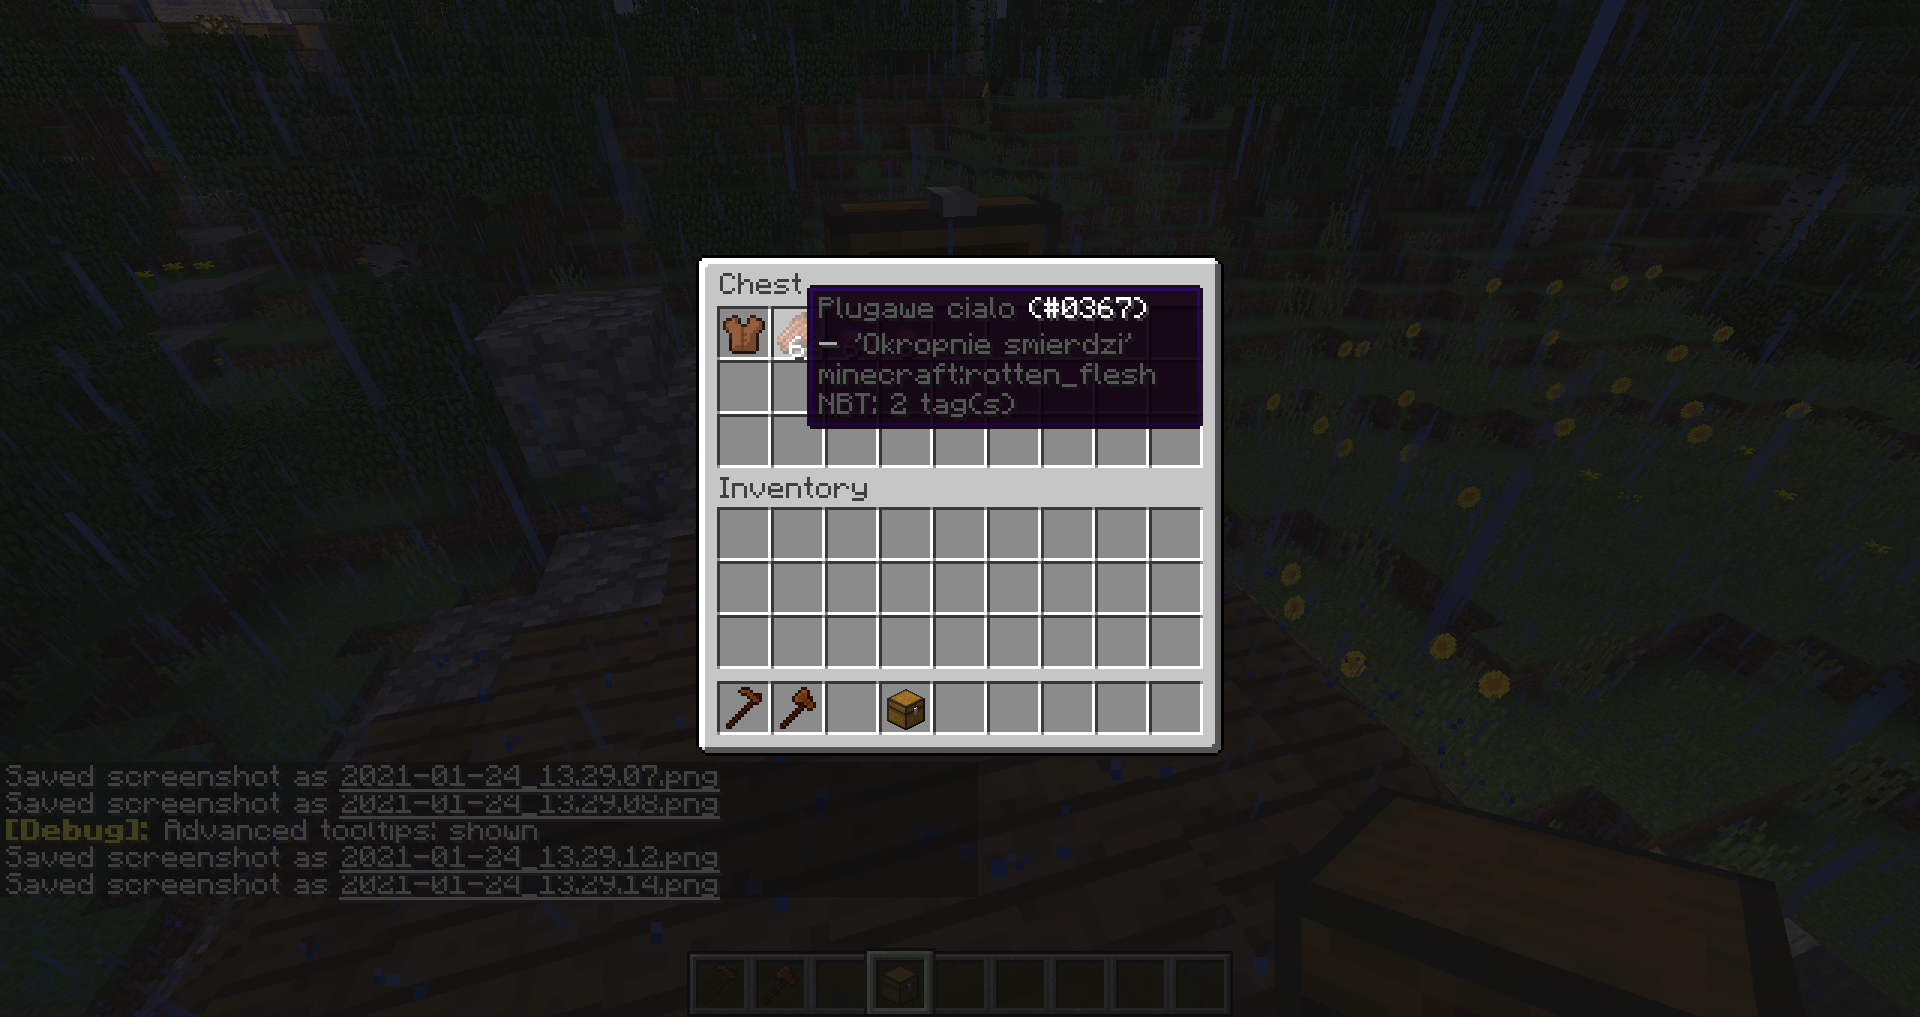 Chest
Plugawe cialo (#0367)
– 'Okropnie smierdzi'
minecraft:rotten_flesh
NBT: 2 tag(s)
Inventory
Saved screenshot as 2021-01-24_13.29.07.png
Saved screenshot as 2021-01-24_13.29.08.png
[Debug]: Advanced tooltips: shown
Saved screenshot as 2021-01-24_13.29.12.png
Saved screenshot as 2021-01-24_13.29.14.png